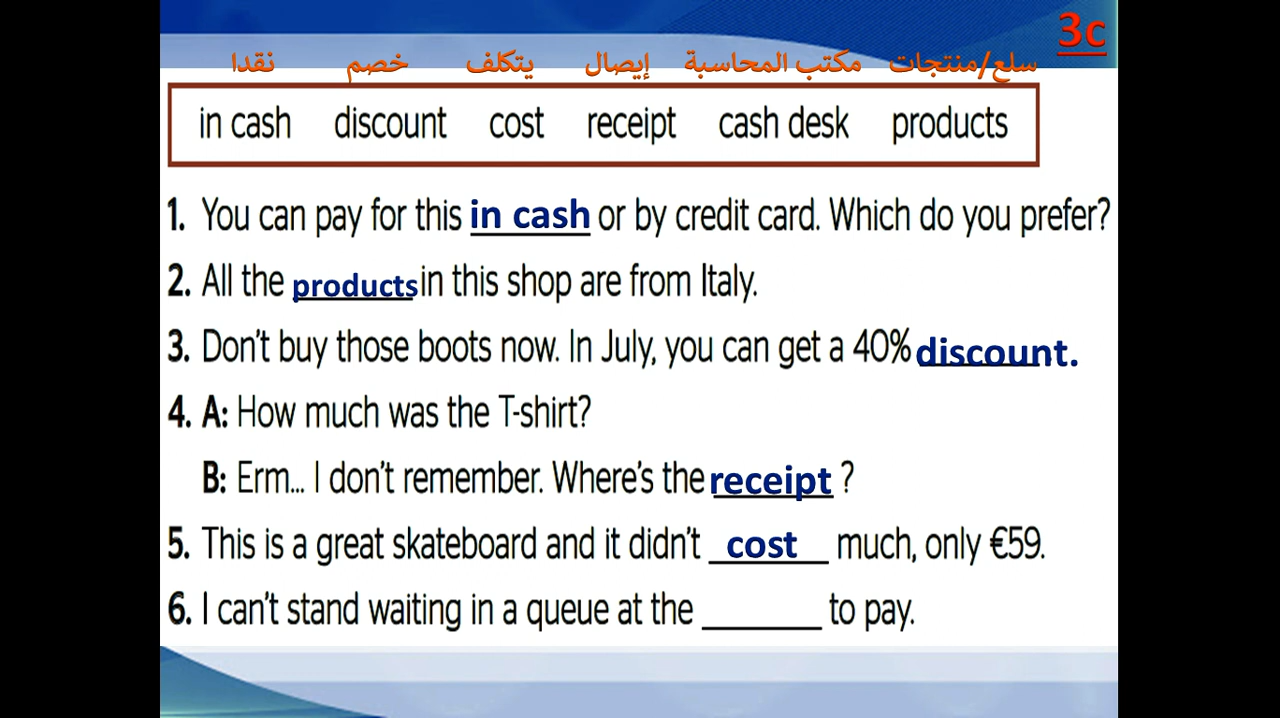 3c
سلع/منتجات مكتب المحاسبة إيصال يتكلف خصم نقدا
in cash discount cost receipt cash desk products
1. You can pay for this in cash or by credit card. Which do you prefer?
2. All the products in this shop are from Italy.
3. Don't buy those boots now. In July, you can get a 40% discount.
4. A: How much was the T-shirt?
B: Erm... I don't remember. Where's the receipt ?
5. This is a great skateboard and it didn't cost much, only €59.
6. I can't stand waiting in a queue at the ________ to pay.